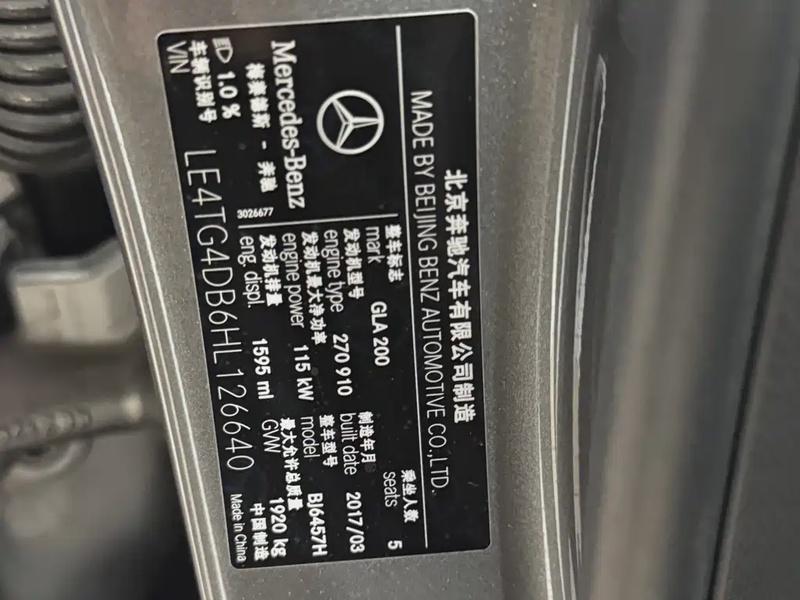 北京奔驰汽车有限公司制造
MADE BY BEIJING BENZ AUTOMOTIVE CO.,LTD.
Mercedes-Benz
梅赛德斯-奔驰
1.0 %
3026677
整车标志
mark GLA 200
乘坐人数
seats 5
发动机型号
engine type 270 910
制造年月
built date 2017/03
发动机最大净功率
engine power 115 kW
整车型号
model BJ6457H
发动机排量
eng. displ. 1595 ml
最大允许总质量
GVW 1920 kg
车辆识别号
VIN LE4TG4DB6HL126640
中国制造
Made in China